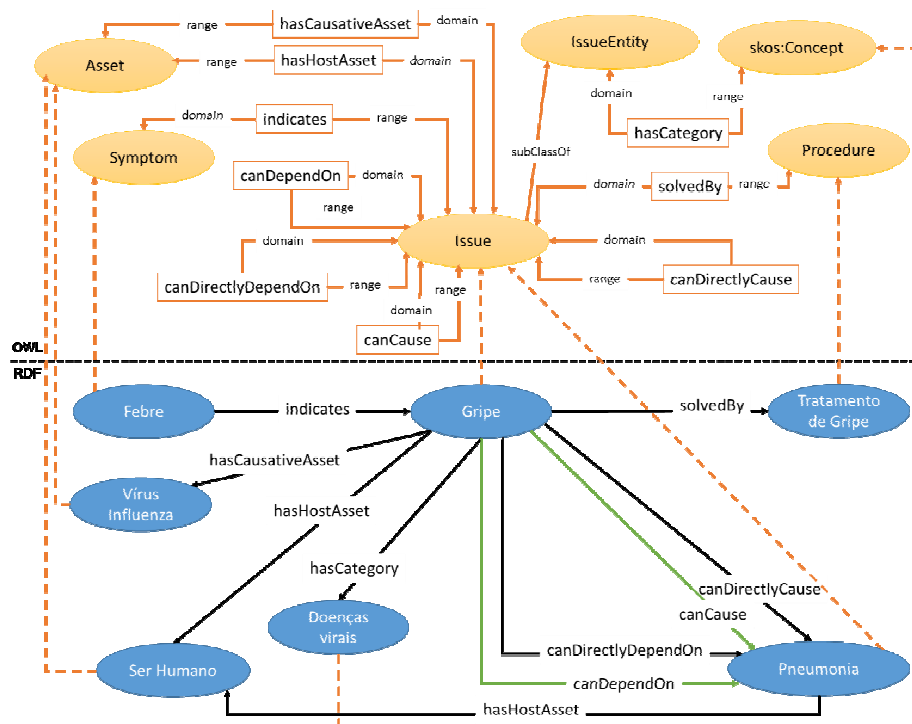 range
hasCausativeAsset
domain
IssueEntity
skos:Concept
Asset
range
hasHostAsset
domain
domain
range
domain
indicates
range
hasCategory
Symptom
Procedure
subClassOf
canDependOn
domain
domain
solvedBy
range
range
domain
Issue
domain
canDirectlyDependOn
range
range
range
canDirectlyCause
domain
canCause
OWL
RDF
Febre
indicates
Gripe
solvedBy
Tratamento
de Gripe
hasCausativeAsset
Vírus
Influenza
hasHostAsset
hasCategory
canDirectlyCause
canCause
Doenças
virais
canDirectlyDependOn
Ser Humano
Pneumonia
canDependOn
hasHostAsset